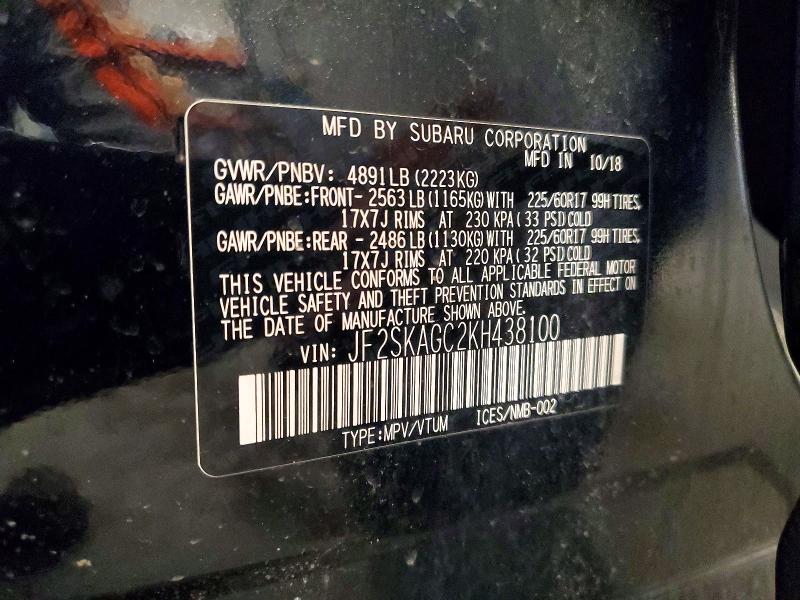 MFD BY SUBARU CORPORATION
MFD IN 10/18
GVWR/PNBV: 4891LB (2223KG)
GAWR/PNBE:FRONT- 2563 LB (1165KG) WITH 225/60R17 99H TIRES,
17X7J RIMS AT 230 KPA ( 33 PSI) COLD
GAWR/PNBE:REAR - 2486 LB (1130KG) WITH 225/60R17 99H TIRES,
17X7J RIMS AT 220 KPA ( 32 PSI) COLD
THIS VEHICLE CONFORMS TO ALL APPLICABLE FEDERAL MOTOR
VEHICLE SAFETY AND THEFT PREVENTION STANDARDS IN EFFECT ON
THE DATE OF MANUFACTURE SHOWN ABOVE.
VIN: JF2SKAGC2KH438100
TYPE:MPV/VTUM ICES/NMB-002